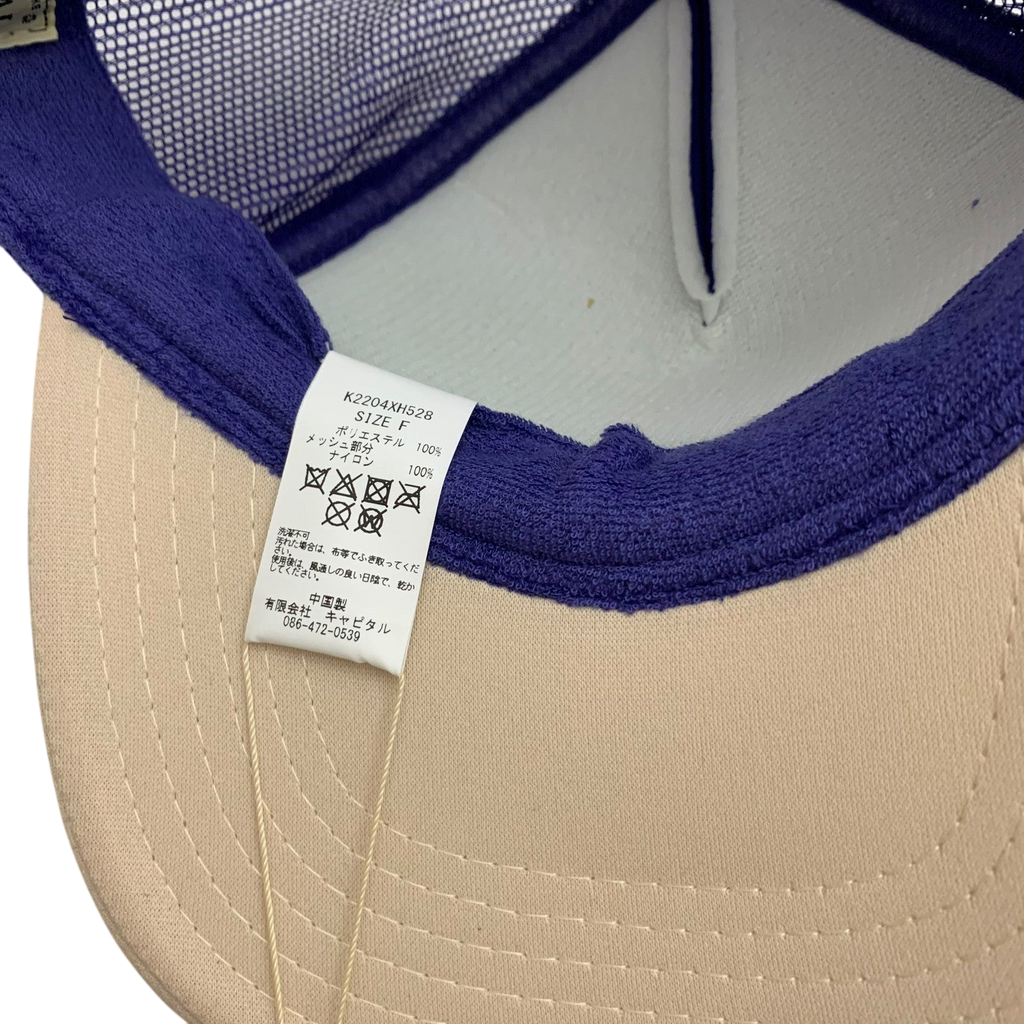 K2204XH528
SIZE F
ポリエステル 100%
メッシュ部分
ナイロン 100%
洗濯不可
汚れた場合は、布等でふき取ってくだ
さい。
使用後は、風通しの良い日陰で、乾か
してください。
中国製
有限会社 キャピタル
086-472-0539